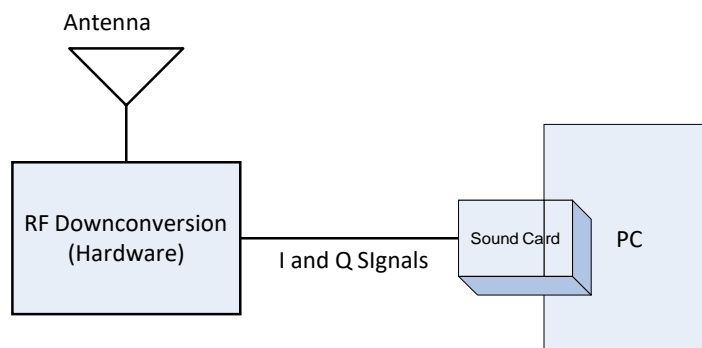 Antenna
RF Downconversion
(Hardware)
I and Q SIgnals
Sound Card
PC